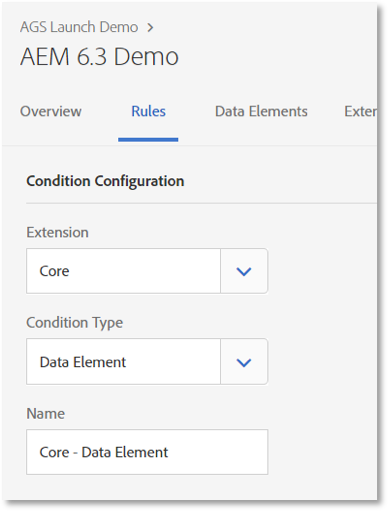 AGS Launch Demo >
AEM 6.3 Demo
Overview Rules Data Elements Exter
Condition Configuration
Extension
Core
Condition Type
Data Element
Name
Core - Data Element